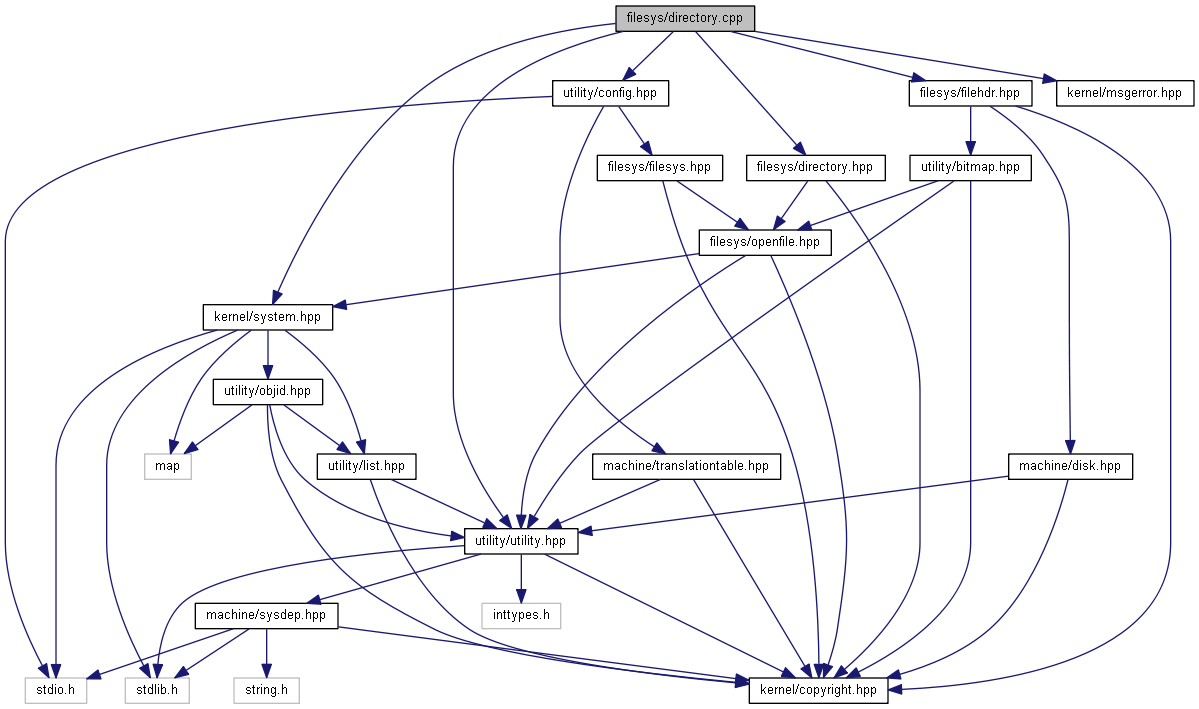 filesys/directory.cpp
utility/config.hpp
filesys/filehdr.hpp
kernel/msgerror.hpp
filesys/filesys.hpp
filesys/directory.hpp
utility/bitmap.hpp
filesys/openfile.hpp
kernel/system.hpp
utility/objid.hpp
map
utility/list.hpp
machine/translationtable.hpp
machine/disk.hpp
utility/utility.hpp
machine/sysdep.hpp
inttypes.h
stdio.h
stdlib.h
string.h
kernel/copyright.hpp